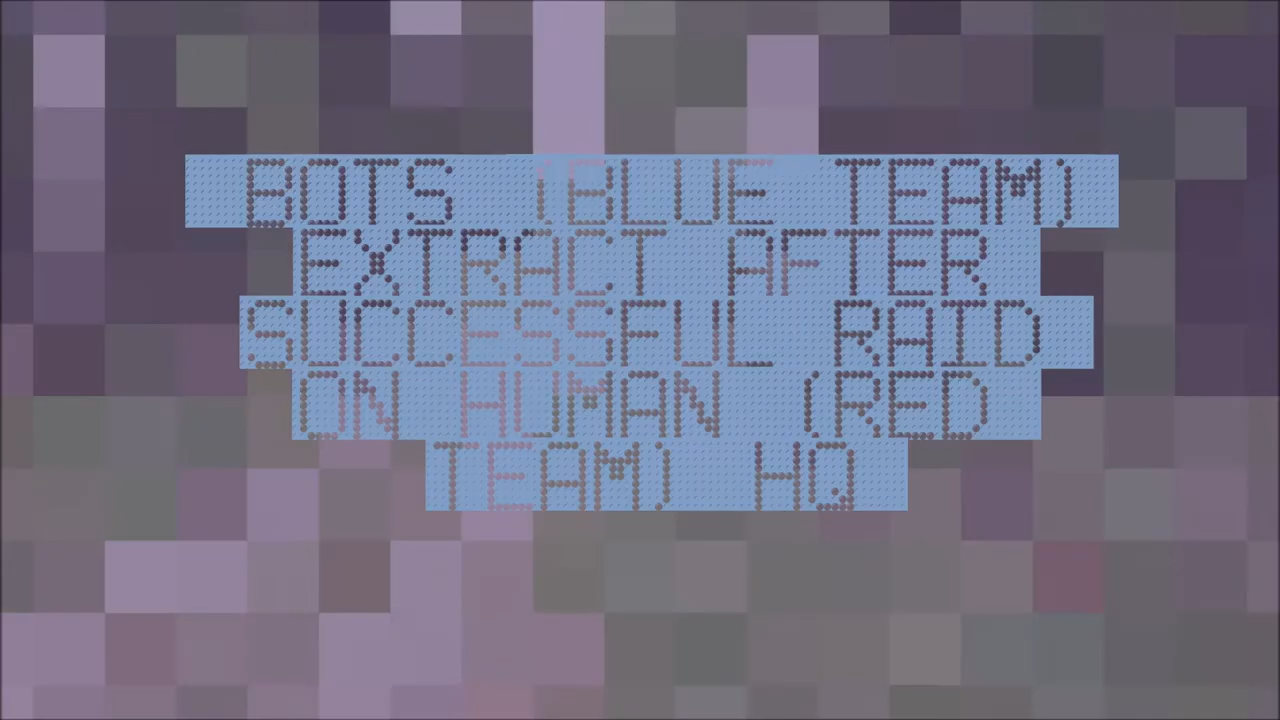 BOTS (BLUE TEAM)
EXTRACT AFTER
SUCCESSFUL RAID
ON HUMAN (RED
TEAM) HQ